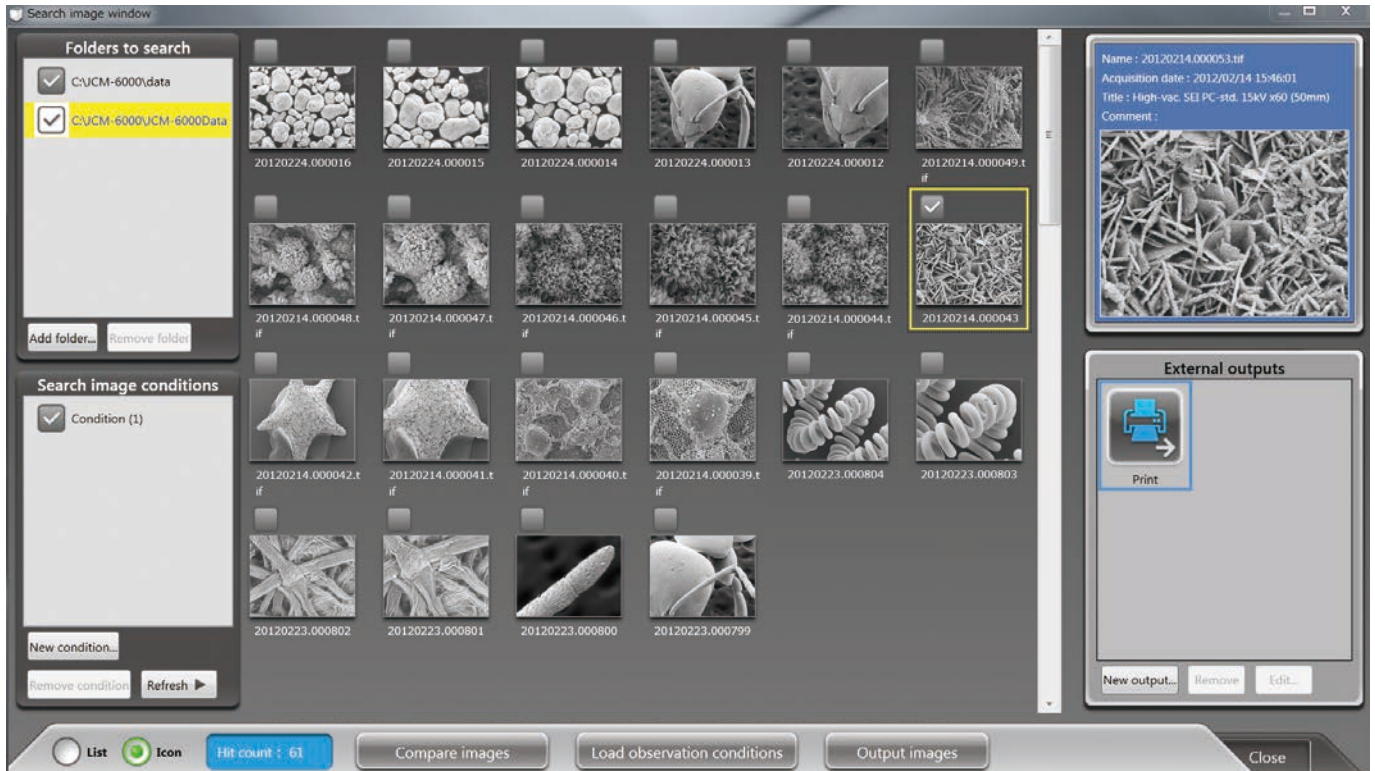 Search image window
Folders to search
C:\JCM-6000\data
C:\JCM-6000\JCM-6000Data
Add folder...
Remove folder
Search image conditions
Condition (1)
New condition...
Remove condition
Refresh ▶
20120224.000016
20120224.000015
20120224.000014
20120224.000013
20120224.000012
20120214.000049.t
if
20120214.000048.t
if
20120214.000047.t
if
20120214.000046.t
if
20120214.000045.t
if
20120214.000044.t
if
20120214.000043
20120214.000042.t
if
20120214.000041.t
if
20120214.000040.t
if
20120214.000039.t
if
20120223.000804
20120223.000803
20120223.000802
20120223.000801
20120223.000800
20120223.000799
Name : 20120214.000053.tif
Acquisition date : 2012/02/14 15:46:01
Title : High-vac. SEI PC-std. 15kV x60 (50mm)
Comment :
External outputs
Print
New output...
Remove
Edit...
List
Icon
Hit count : 61
Compare images
Load observation conditions
Output images
Close